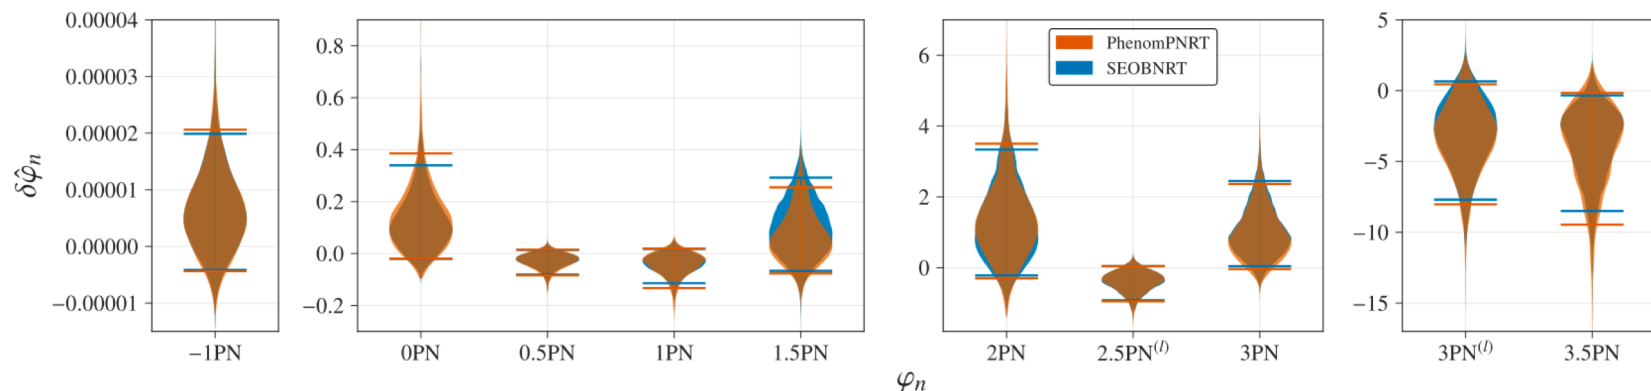 δφ̂ₙ
0.00004
0.00003
0.00002
0.00001
0.00000
−0.00001
−1PN
0.8
0.6
0.4
0.2
0.0
−0.2
0PN 0.5PN 1PN 1.5PN
6
4
2
0
PhenomPNRT
SEOBNRT
2PN 2.5PN⁽ˡ⁾ 3PN
5
0
−5
−10
−15
3PN⁽ˡ⁾ 3.5PN
φₙ